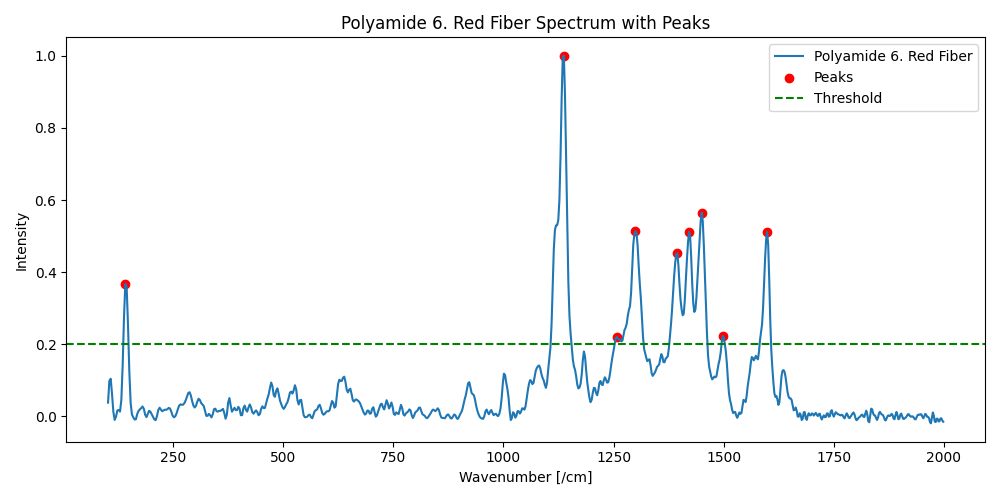 Polyamide 6. Red Fiber Spectrum with Peaks
Polyamide 6. Red Fiber
Peaks
Threshold
Intensity
1.0
0.8
0.6
0.4
0.2
0.0
250
500
750
1000
1250
1500
1750
2000
Wavenumber [/cm]